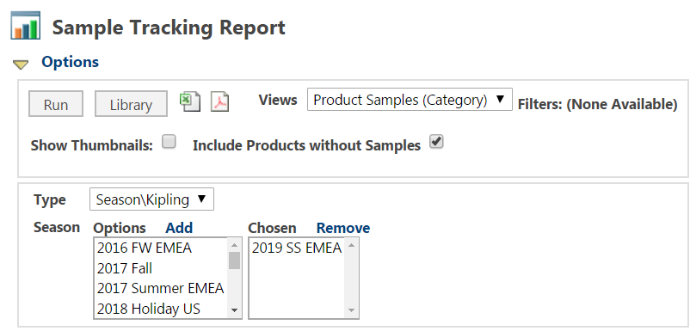 Sample Tracking Report
Options
Run Library Views Product Samples (Category) Filters: (None Available)
Show Thumbnails: Include Products without Samples
Type Season\Kipling
Season Options Add Chosen Remove
2016 FW EMEA 2019 SS EMEA
2017 Fall
2017 Summer EMEA
2018 Holiday US